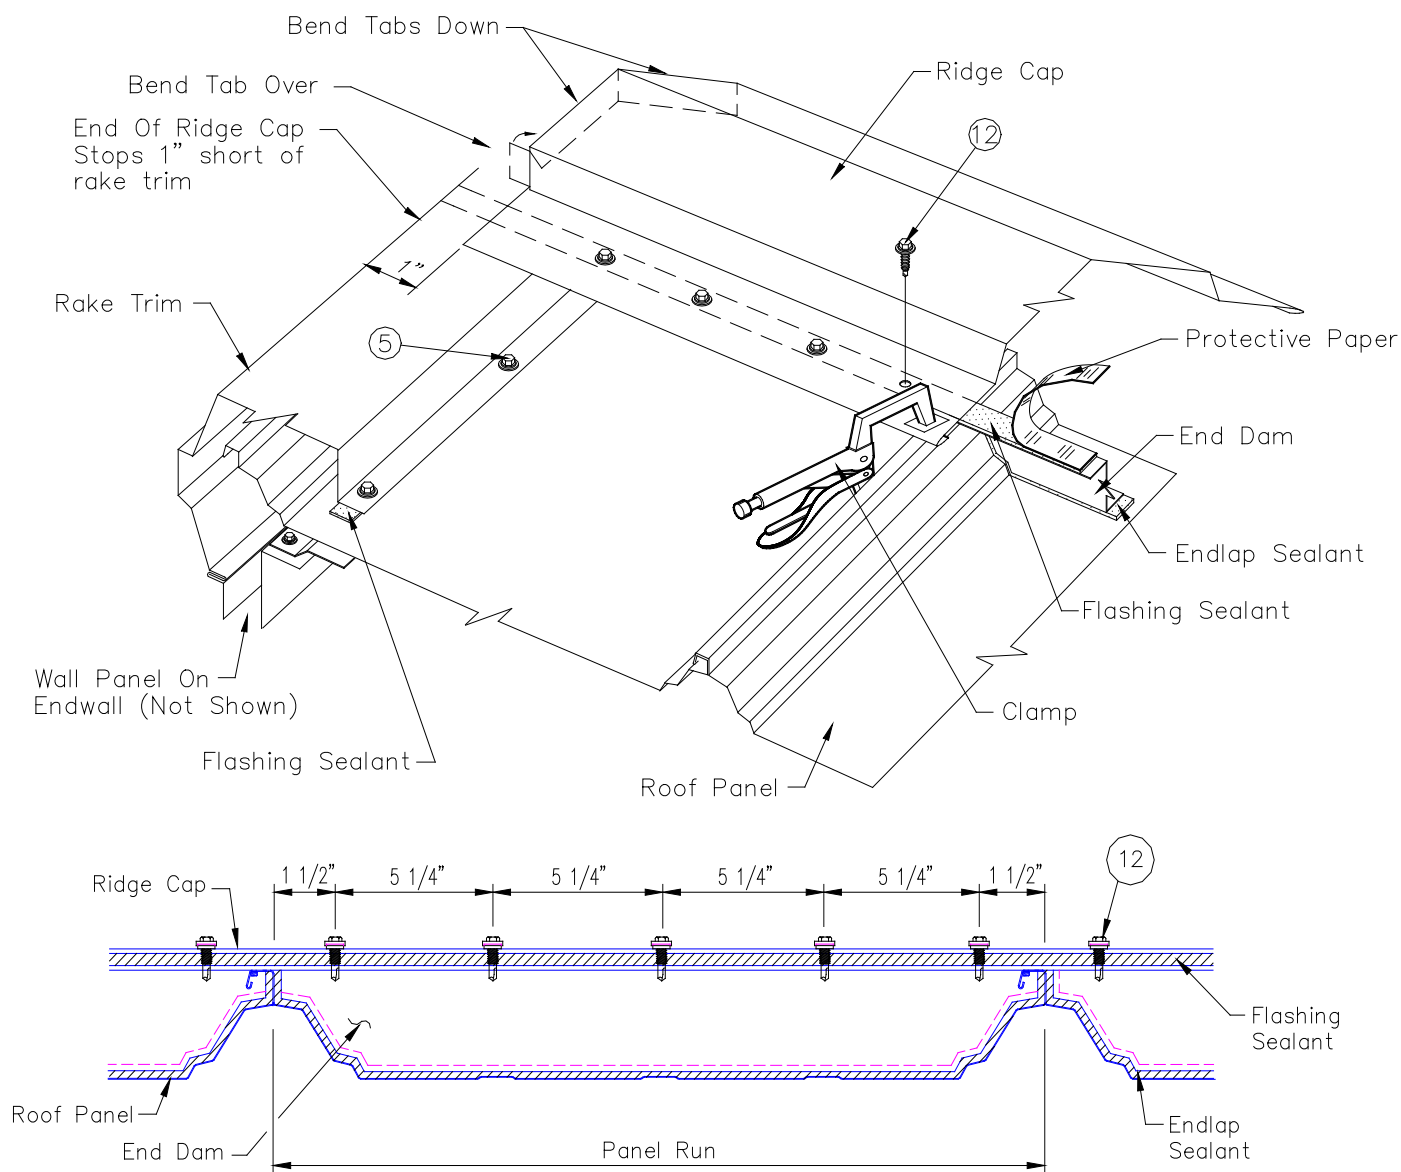 Bend Tabs Down
Ridge Cap
Bend Tab Over
12
End Of Ridge Cap
Stops 1” short of
rake trim
1”
Rake Trim
5
Protective Paper
End Dam
Endlap Sealant
Flashing Sealant
Wall Panel On
Endwall (Not Shown)
Clamp
Flashing Sealant
Roof Panel
12
1 1/2” 5 1/4” 5 1/4” 5 1/4” 5 1/4” 1 1/2”
Ridge Cap
Flashing
Sealant
Roof Panel
Endlap
Sealant
End Dam
Panel Run